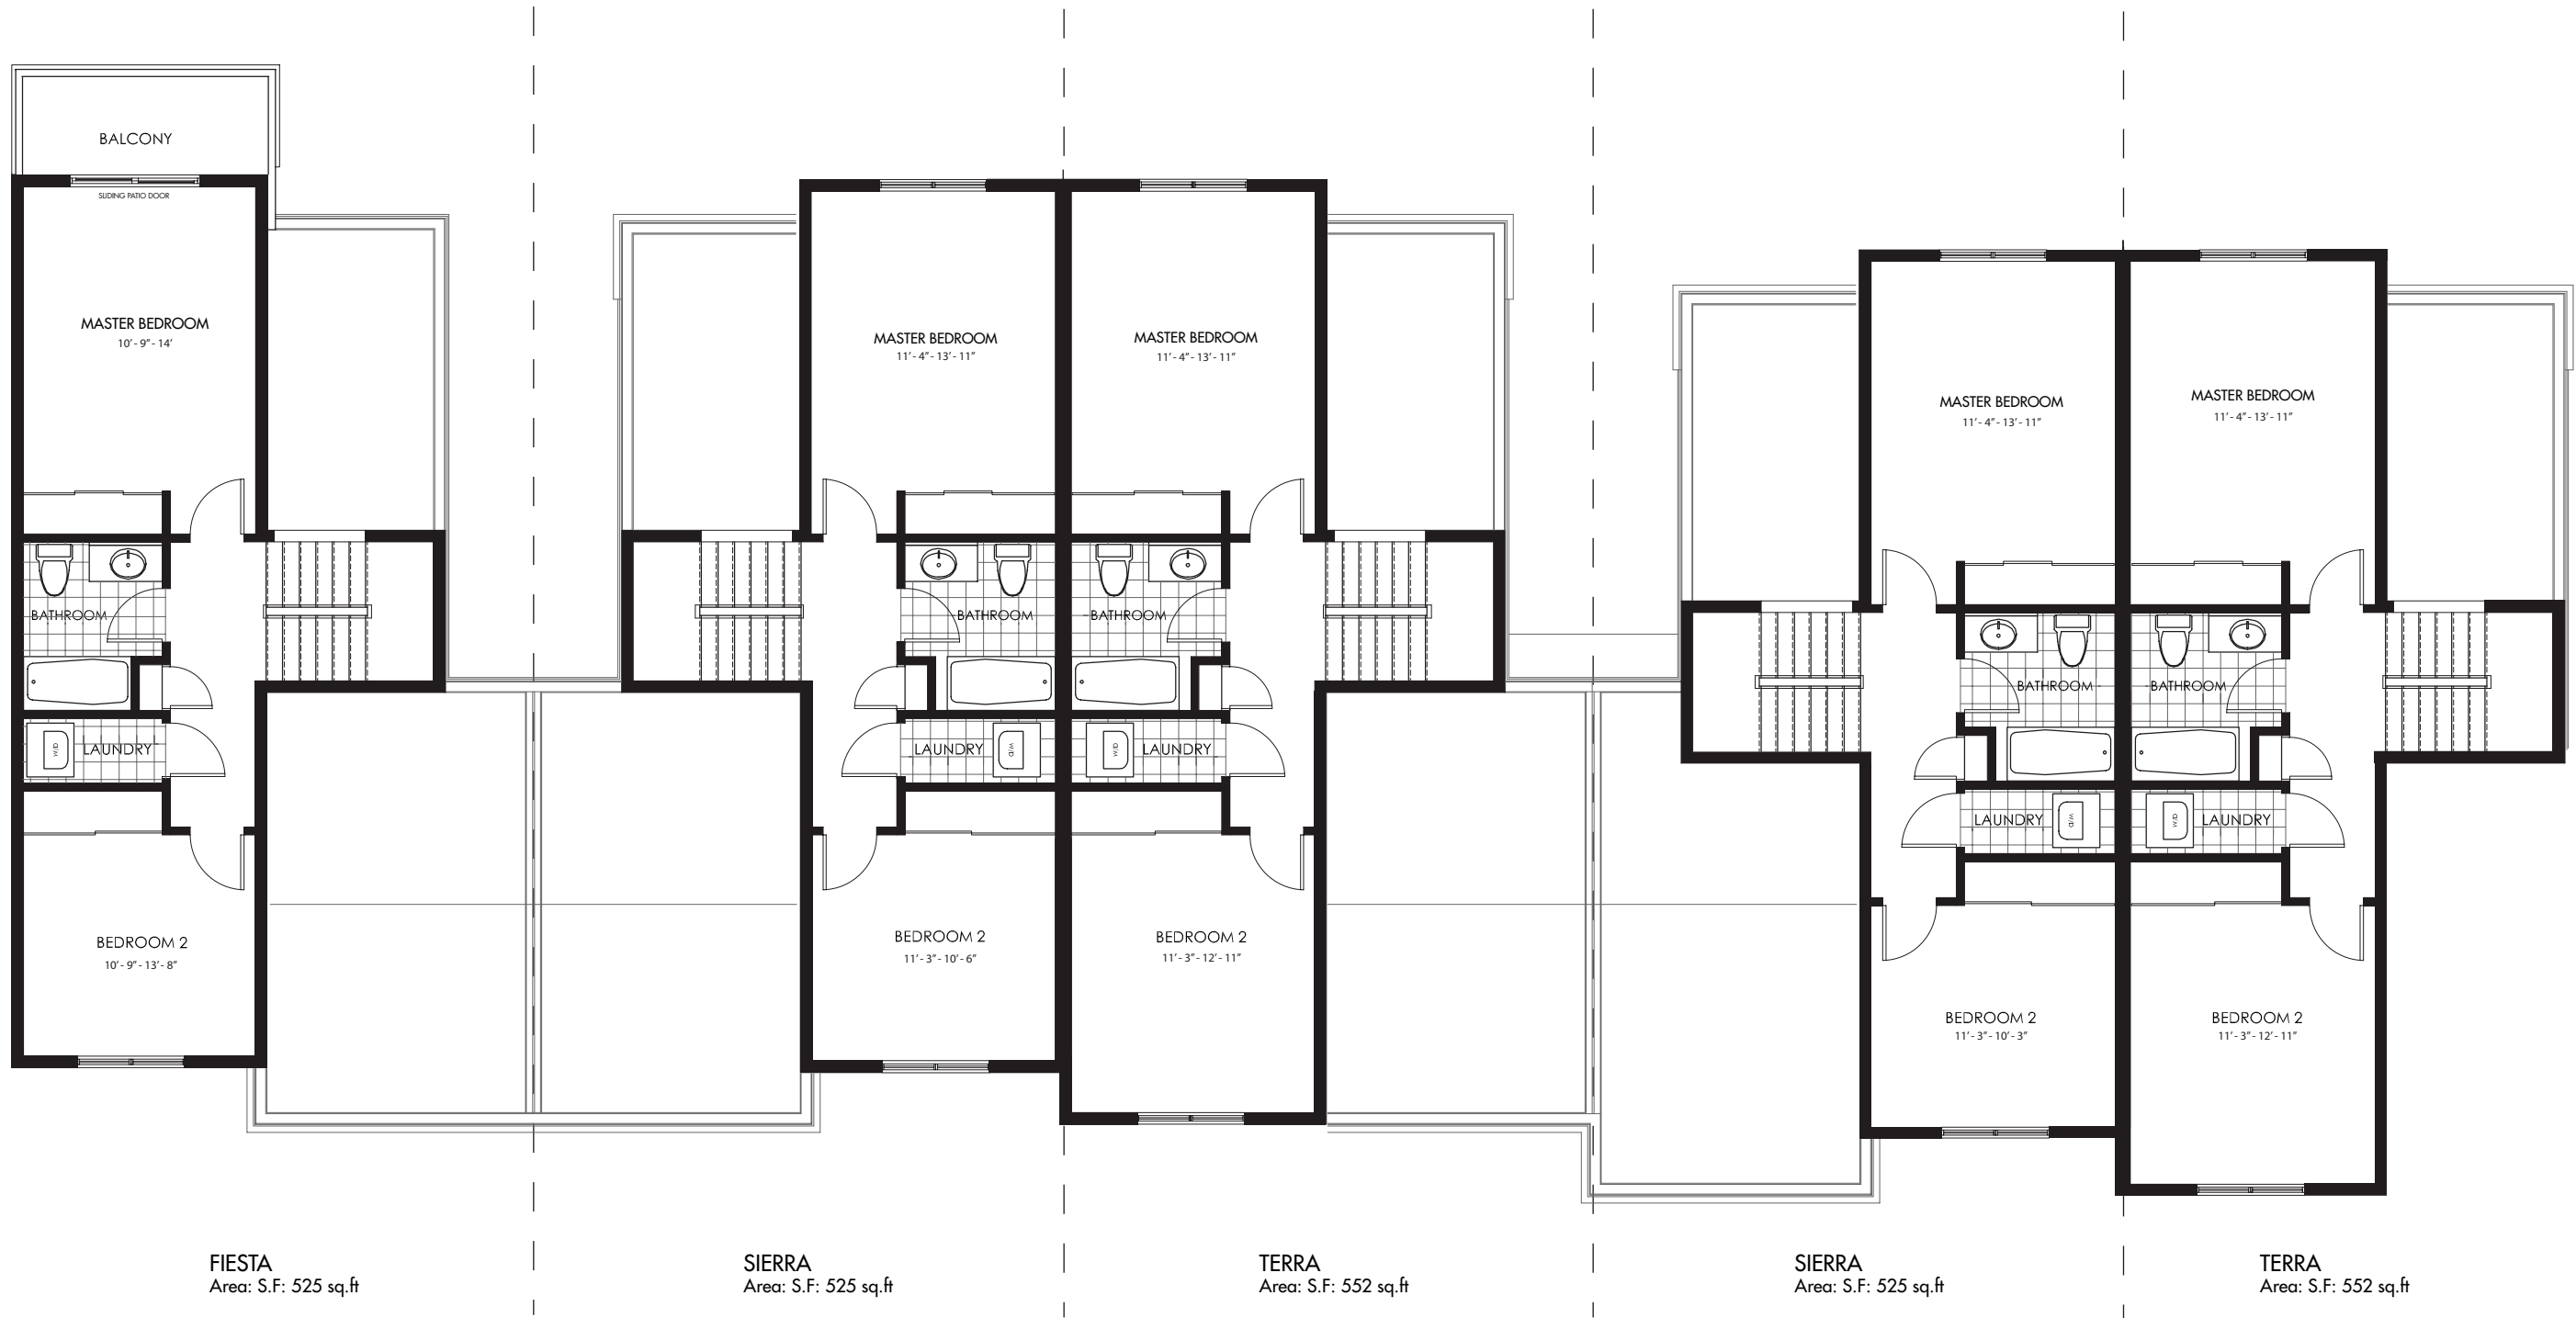 BALCONY
SLIDING PATIO DOOR
MASTER BEDROOM
10' - 9" - 14'
BATHROOM
W/D
LAUNDRY
BEDROOM 2
10' - 9" - 13' - 8"
FIESTA
Area: S.F: 525 sq.ft
MASTER BEDROOM
11' - 4" - 13' - 11"
BATHROOM
LAUNDRY
W/D
BEDROOM 2
11' - 3" - 10' - 6"
SIERRA
Area: S.F: 525 sq.ft
MASTER BEDROOM
11' - 4" - 13' - 11"
BATHROOM
W/D
LAUNDRY
BEDROOM 2
11' - 3" - 12' - 11"
TERRA
Area: S.F: 552 sq.ft
MASTER BEDROOM
11' - 4" - 13' - 11"
BATHROOM
LAUNDRY
W/D
BEDROOM 2
11' - 3" - 10' - 3"
SIERRA
Area: S.F: 525 sq.ft
MASTER BEDROOM
11' - 4" - 13' - 11"
BATHROOM
W/D
LAUNDRY
BEDROOM 2
11' - 3" - 12' - 11"
TERRA
Area: S.F: 552 sq.ft